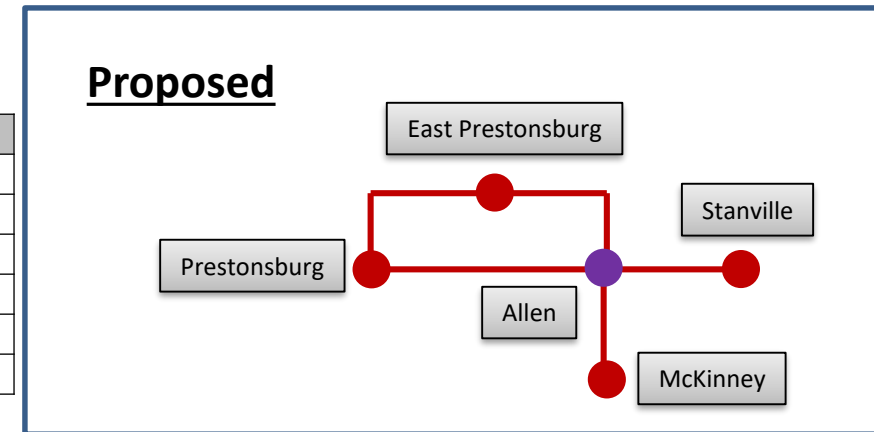 Proposed
East Prestonsburg
Stanville
Prestonsburg
Allen
McKinney